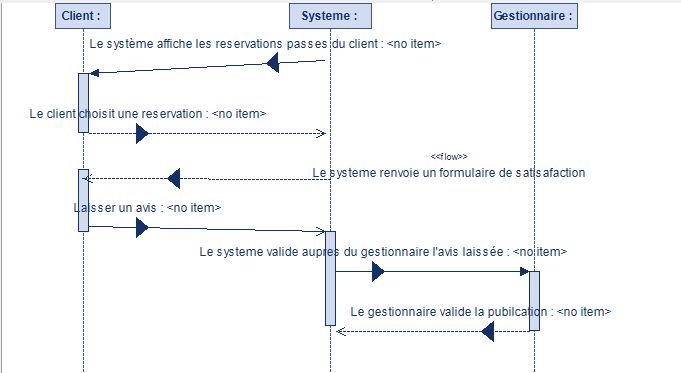 Client :
Systeme :
Gestionnaire :
Le système affiche les reservations passes du client : <no item>
Le client choisit une reservation : <no item>
<<flow>>
Le systeme renvoie un formulaire de satisafaction
Laisser un avis : <no item>
Le systeme valide aupres du gestionnaire l'avis laissée : <no item>
Le gestionnaire valide la pubilcation : <no item>